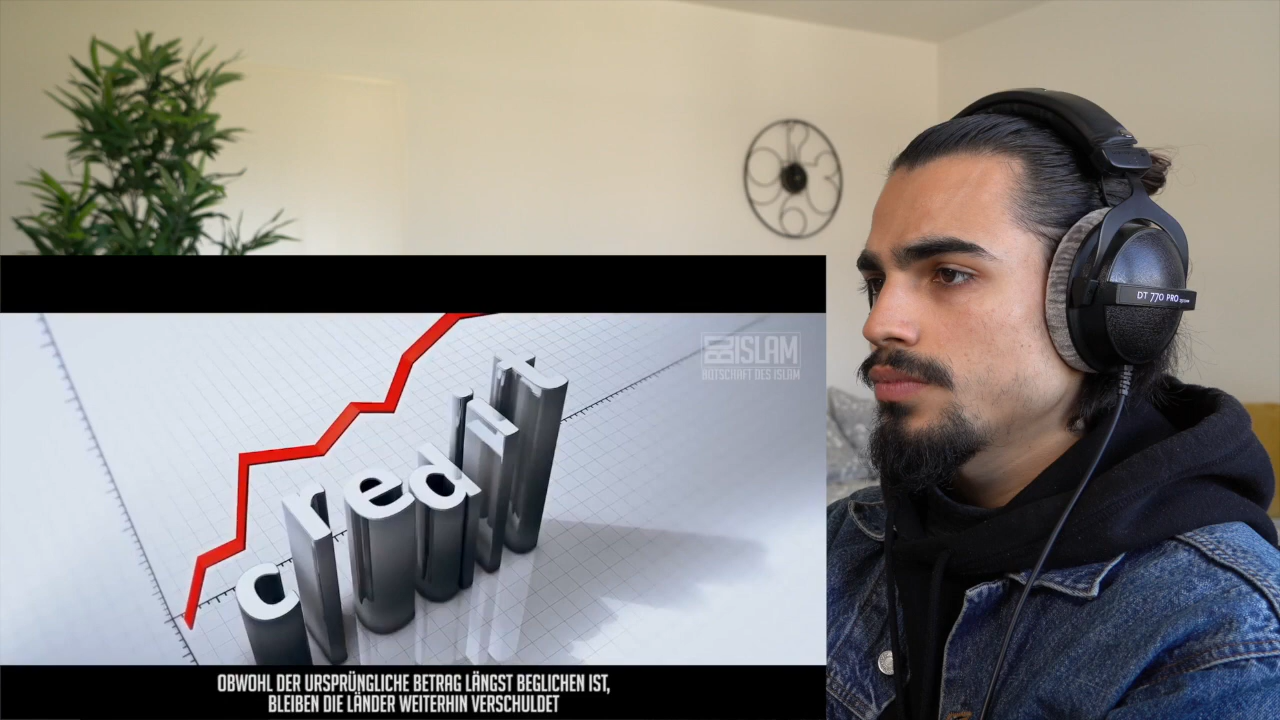 BDISLAM
BOTSCHAFT DES ISLAM
credit
DT 770 PRO
OBWOHL DER URSPRÜNGLICHE BETRAG LÄNGST BEGLICHEN IST,
BLEIBEN DIE LÄNDER WEITERHIN VERSCHULDET